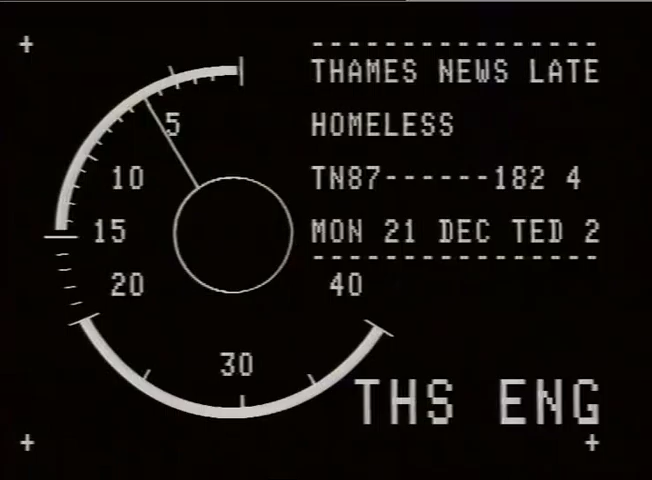 THAMES NEWS LATE
HOMELESS
TN87------182 4
MON 21 DEC TED 2
5
10
15
20
30
40
THS ENG